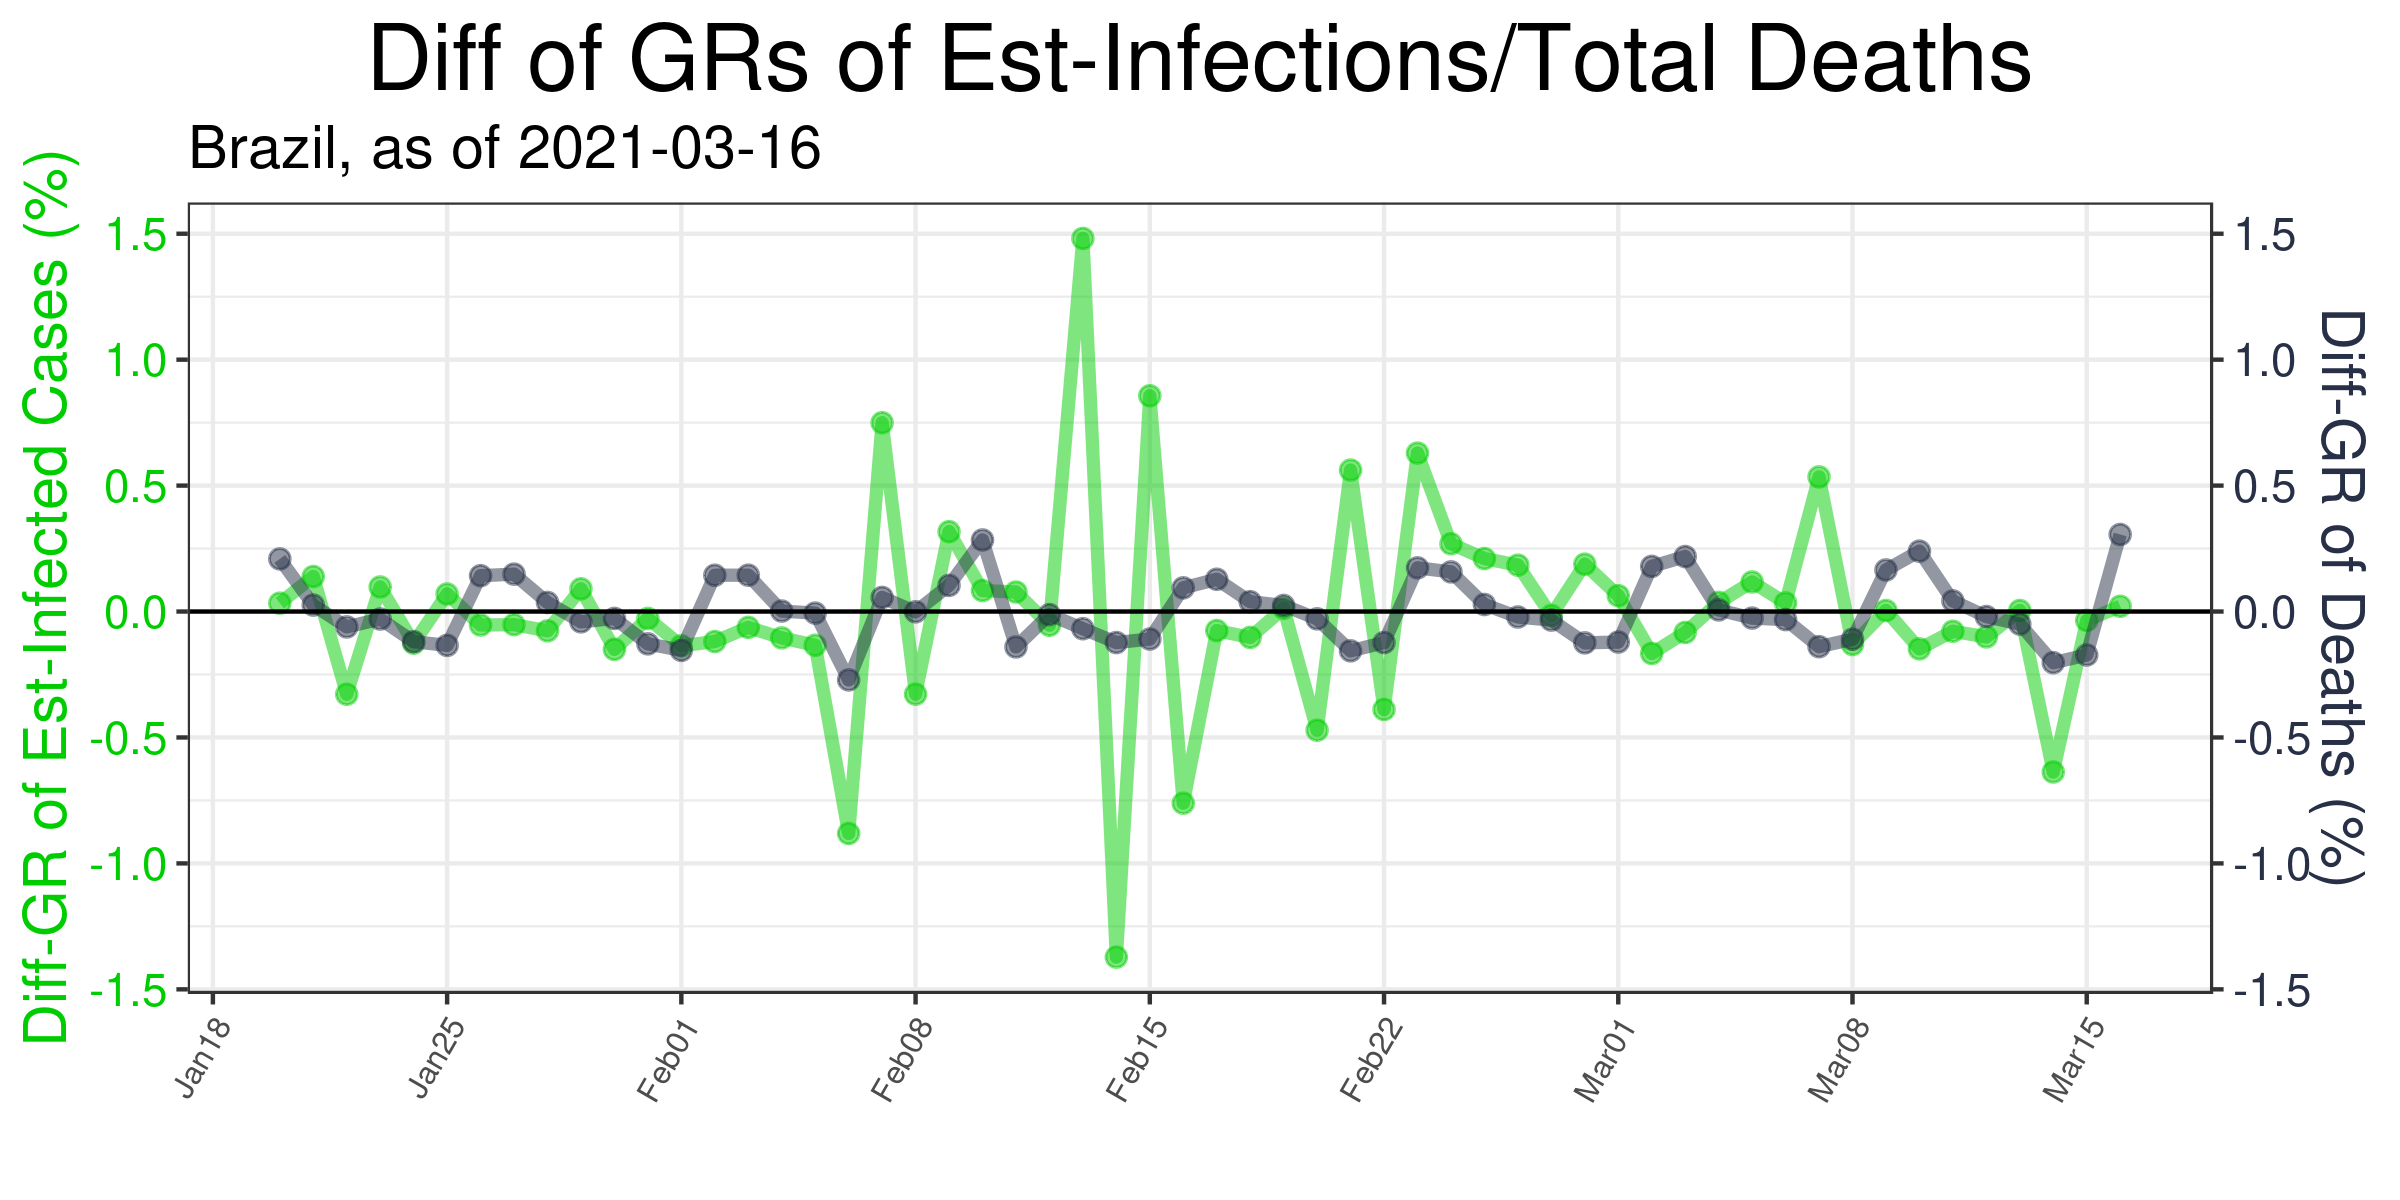 Diff of GRs of Est-Infections/Total Deaths
Brazil, as of 2021-03-16
Diff-GR of Est-Infected Cases (%)
1.5
1.0
0.5
0.0
-0.5
-1.0
-1.5
1.5
1.0
0.5
0.0
-0.5
-1.0
-1.5
Diff-GR of Deaths (%)
Jan18
Jan25
Feb01
Feb08
Feb15
Feb22
Mar01
Mar08
Mar15